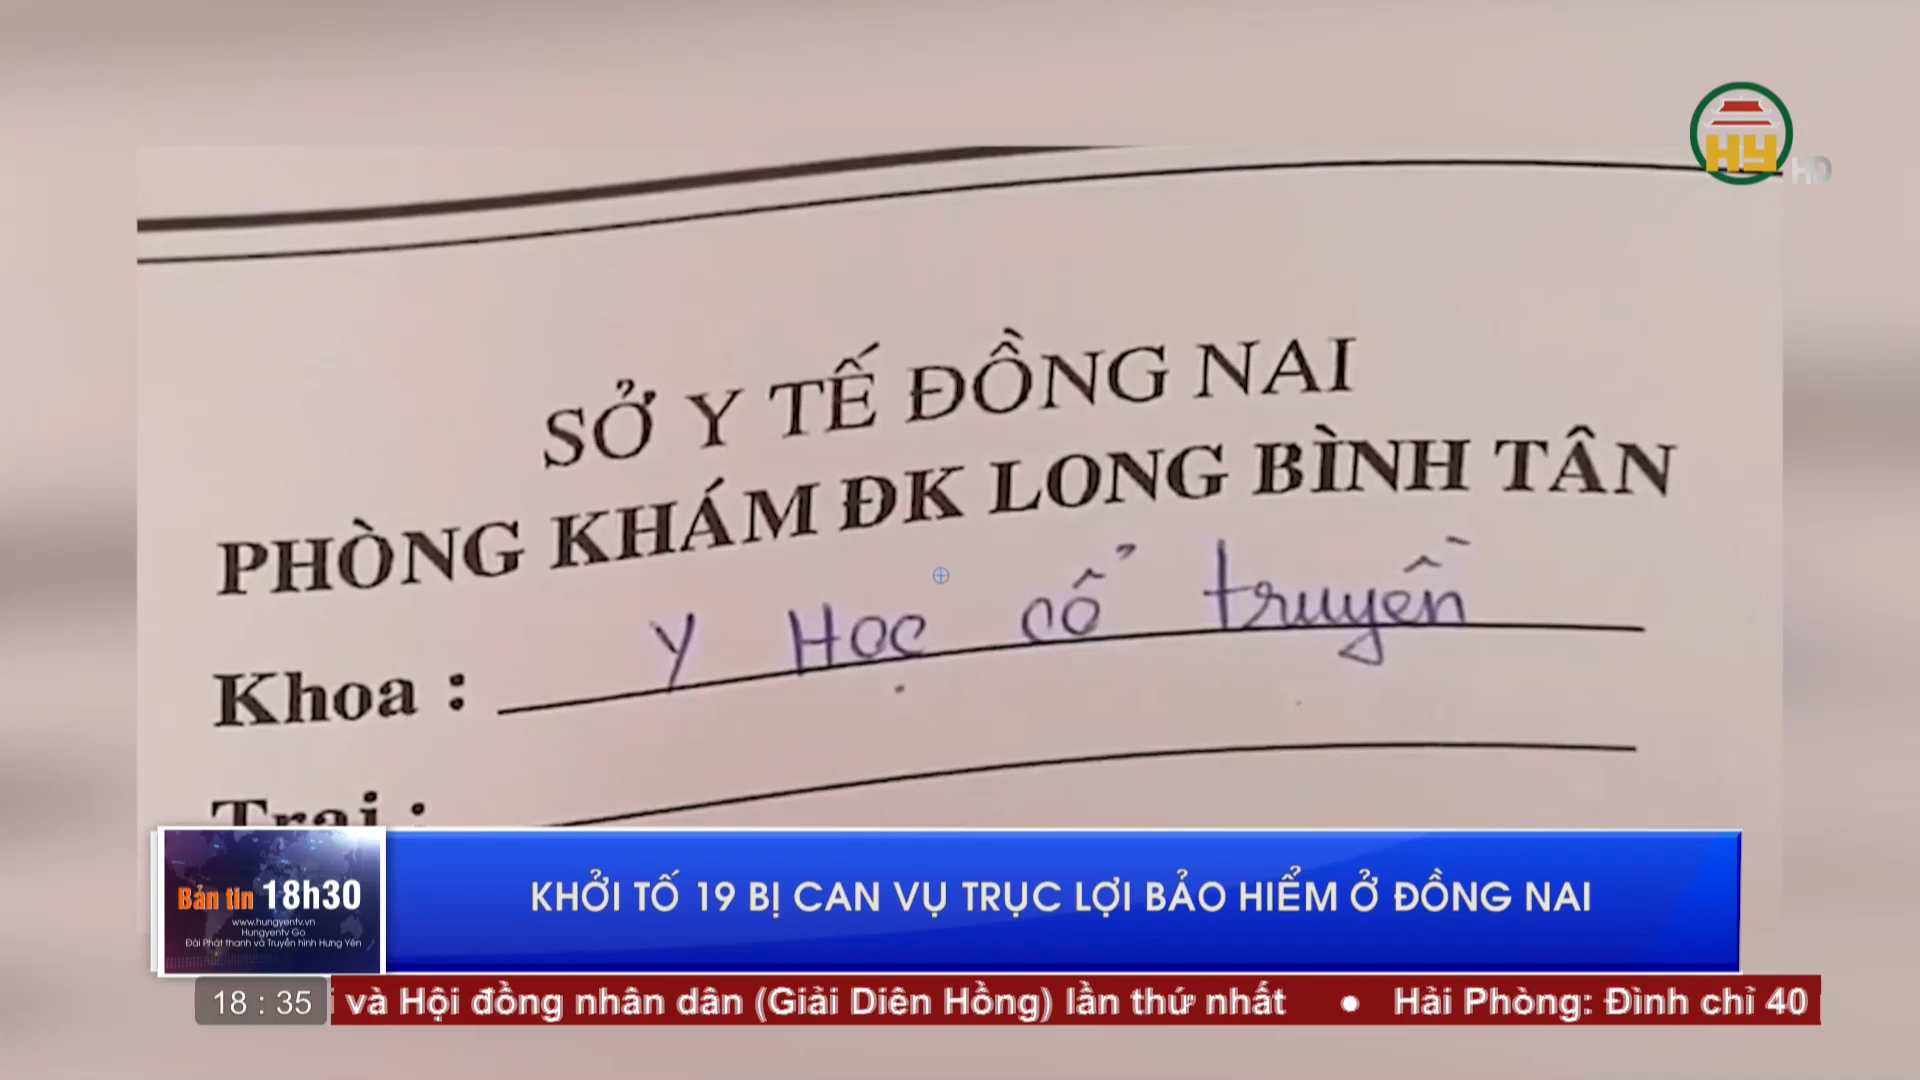 HY HD
SỞ Y TẾ ĐỒNG NAI
PHÒNG KHÁM ĐK LONG BÌNH TÂN
Khoa : Y Học cổ truyền
Trại :
Bản tin 18h30
www.hungyentv.vn
Hungyentv Go
Đài Phát thanh và Truyền hình Hưng Yên
KHỞI TỐ 19 BỊ CAN VỤ TRỤC LỢI BẢO HIỂM Ở ĐỒNG NAI
18 : 35 i và Hội đồng nhân dân (Giải Diên Hồng) lần thứ nhất ● Hải Phòng: Đình chỉ 40